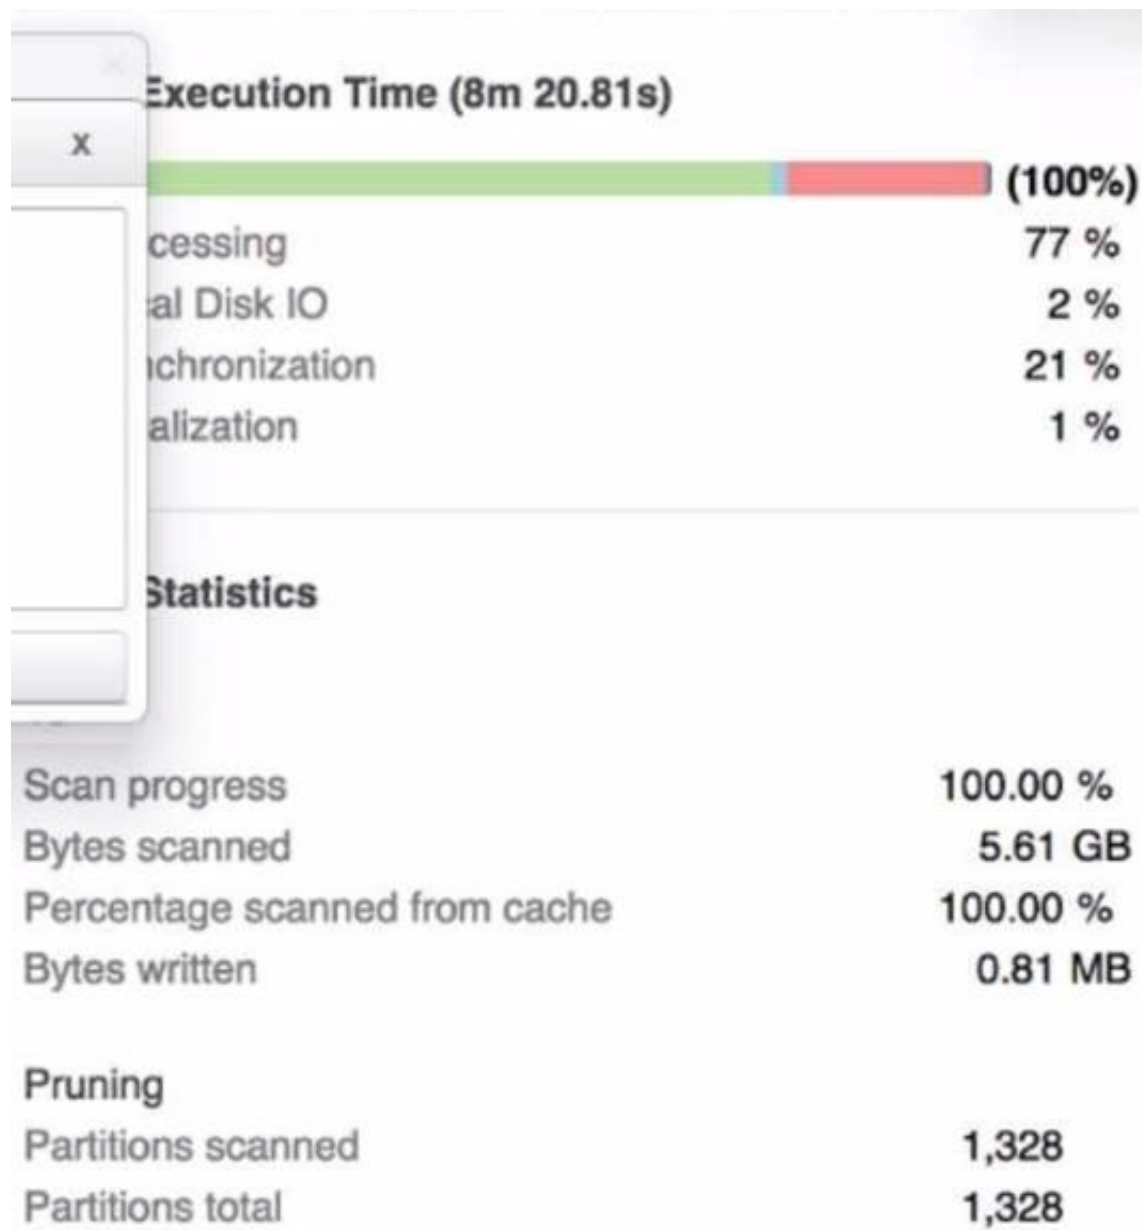 Execution Time (8m 20.81s)
x
(100%)
cessing 77 %
al Disk IO 2 %
nchronization 21 %
alization 1 %
Statistics
Scan progress 100.00 %
Bytes scanned 5.61 GB
Percentage scanned from cache 100.00 %
Bytes written 0.81 MB
Pruning
Partitions scanned 1,328
Partitions total 1,328